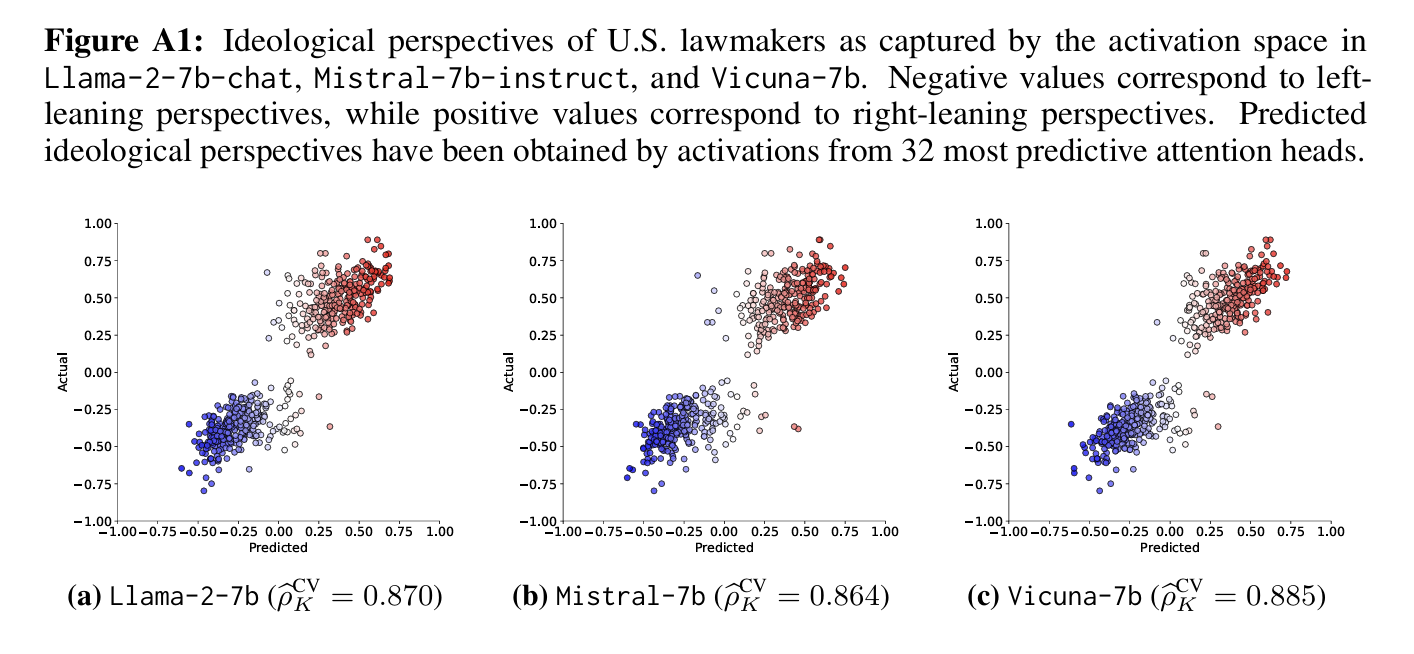 Figure A1: Ideological perspectives of U.S. lawmakers as captured by the activation space in
Llama-2-7b-chat, Mistral-7b-instruct, and Vicuna-7b. Negative values correspond to left-
leaning perspectives, while positive values correspond to right-leaning perspectives. Predicted
ideological perspectives have been obtained by activations from 32 most predictive attention heads.
1.00
0.75
0.50
0.25
0.00
−0.25
−0.50
−0.75
−1.00
Actual
−1.00 −0.75 −0.50 −0.25 0.00 0.25 0.50 0.75 1.00
Predicted
(a) Llama-2-7b (ρ̂_K^CV = 0.870)
1.00
0.75
0.50
0.25
0.00
−0.25
−0.50
−0.75
−1.00
Actual
−1.00 −0.75 −0.50 −0.25 0.00 0.25 0.50 0.75 1.00
Predicted
(b) Mistral-7b (ρ̂_K^CV = 0.864)
1.00
0.75
0.50
0.25
0.00
−0.25
−0.50
−0.75
−1.00
Actual
−1.00 −0.75 −0.50 −0.25 0.00 0.25 0.50 0.75 1.00
Predicted
(c) Vicuna-7b (ρ̂_K^CV = 0.885)